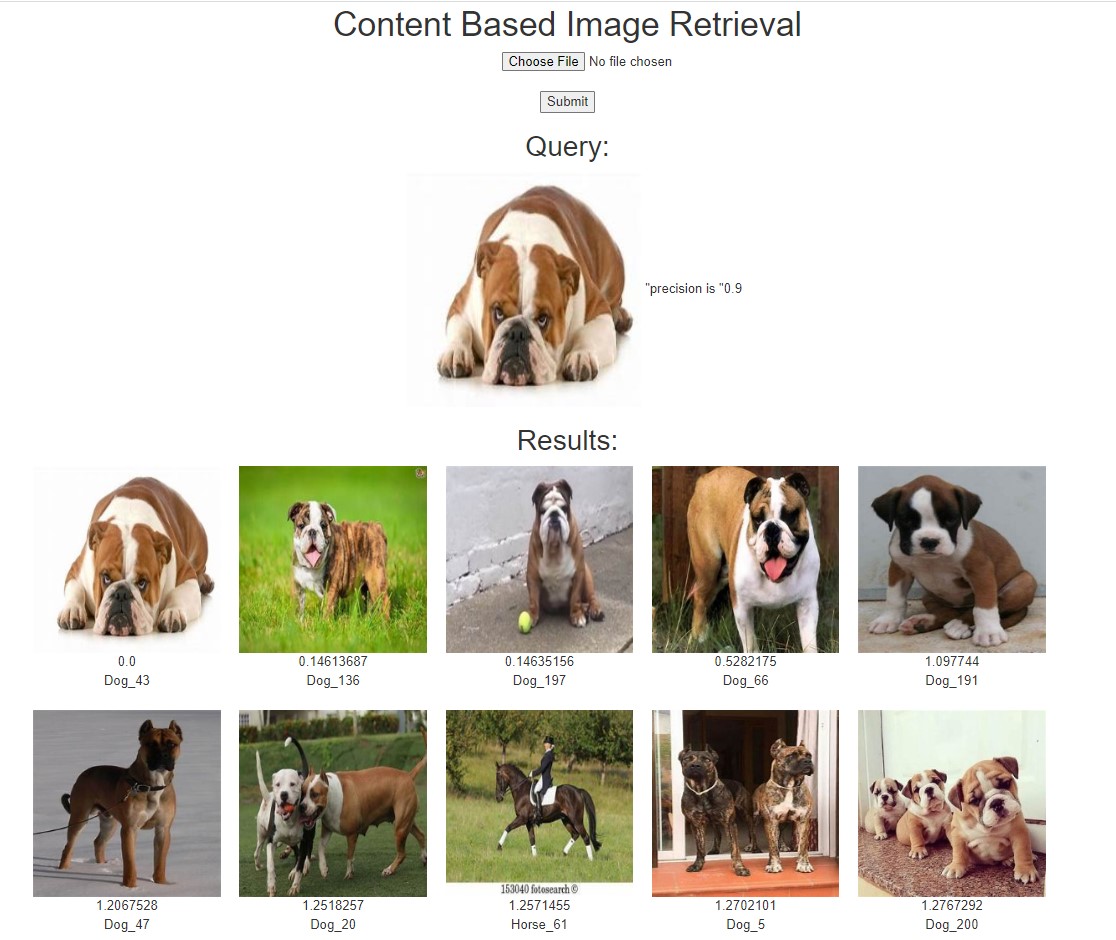 Content Based Image Retrieval
Choose File No file chosen
Submit
Query:
"precision is "0.9
Results:
0.0 0.14613687 0.14635156 0.5282175 1.097744
Dog_43 Dog_136 Dog_197 Dog_66 Dog_191
153040 fotosearch ©
1.2067528 1.2518257 1.2571455 1.2702101 1.2767292
Dog_47 Dog_20 Horse_61 Dog_5 Dog_200